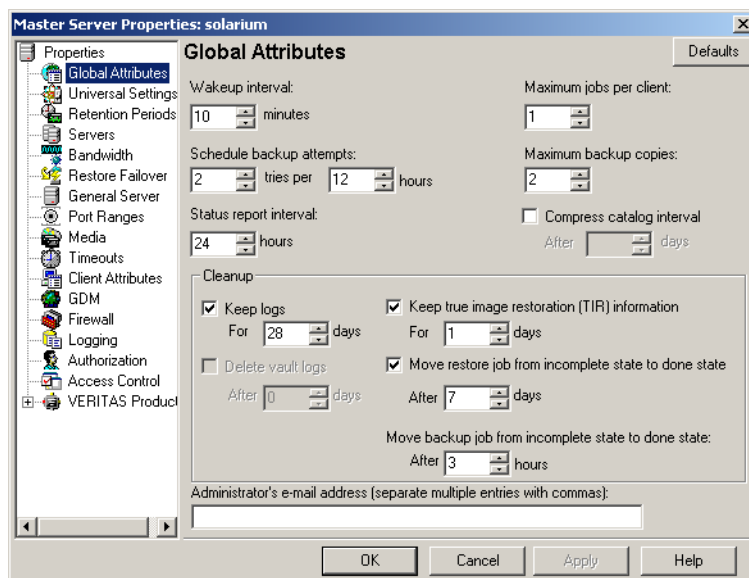 Master Server Properties: solarium
Properties
Global Attributes
Universal Settings
Retention Periods
Servers
Bandwidth
Restore Failover
General Server
Port Ranges
Media
Timeouts
Client Attributes
GDM
Firewall
Logging
Authorization
Access Control
VERITAS Product
Global Attributes
Defaults
Wakeup interval:
10 minutes
Maximum jobs per client:
1
Schedule backup attempts:
2 tries per 12 hours
Maximum backup copies:
2
Status report interval:
24 hours
Compress catalog interval
After days
Cleanup
Keep logs
For 28 days
Keep true image restoration (TIR) information
For 1 days
Delete vault logs
After 0 days
Move restore job from incomplete state to done state
After 7 days
Move backup job from incomplete state to done state:
After 3 hours
Administrator's e-mail address (separate multiple entries with commas):
OK Cancel Apply Help